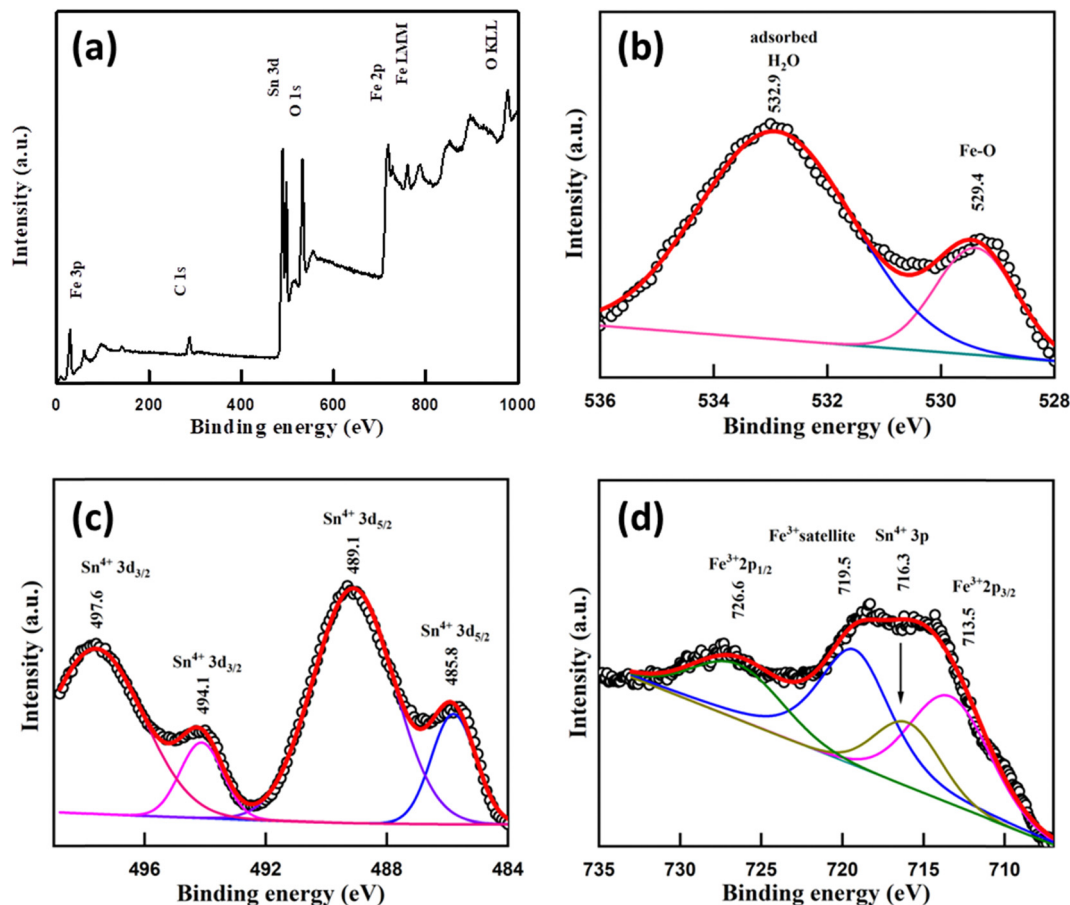 (a)
Fe 3p
C 1s
Sn 3d
O 1s
Fe 2p
Fe LMM
O KLL
Intensity (a.u.)
0 200 400 600 800 1000
Binding energy (eV)
(b)
adsorbed
H₂O
532.9
Fe-O
529.4
Intensity (a.u.)
536 534 532 530 528
Binding energy (eV)
(c)
Sn⁴⁺ 3d₃/₂
497.6
Sn⁴⁺ 3d₃/₂
494.1
Sn⁴⁺ 3d₅/₂
489.1
Sn⁴⁺ 3d₅/₂
485.8
Intensity (a.u.)
496 492 488 484
Binding energy (eV)
(d)
Fe³⁺2p₁/₂
726.6
Fe³⁺satellite
719.5
Sn⁴⁺ 3p
716.3
Fe³⁺2p₃/₂
713.5
Intensity (a.u.)
735 730 725 720 715 710
Binding energy (eV)